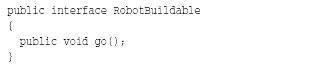 public interface RobotBuildable
{
  public void go();
}